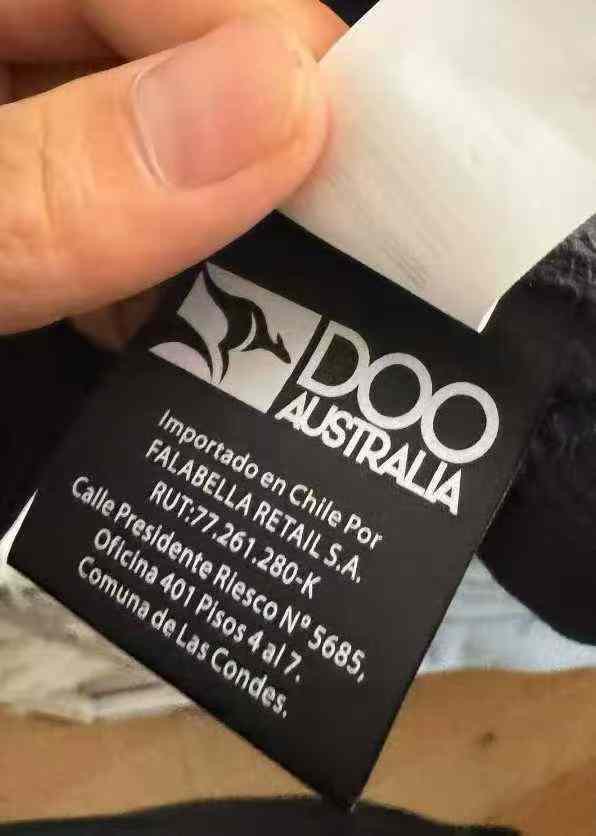 DOO
AUSTRALIA
Importado en Chile Por
FALABELLA RETAIL S.A.
RUT:77.261.280-K
Calle Presidente Riesco N° 5685,
Oficina 401 Pisos 4 al 7.
Comuna de Las Condes.